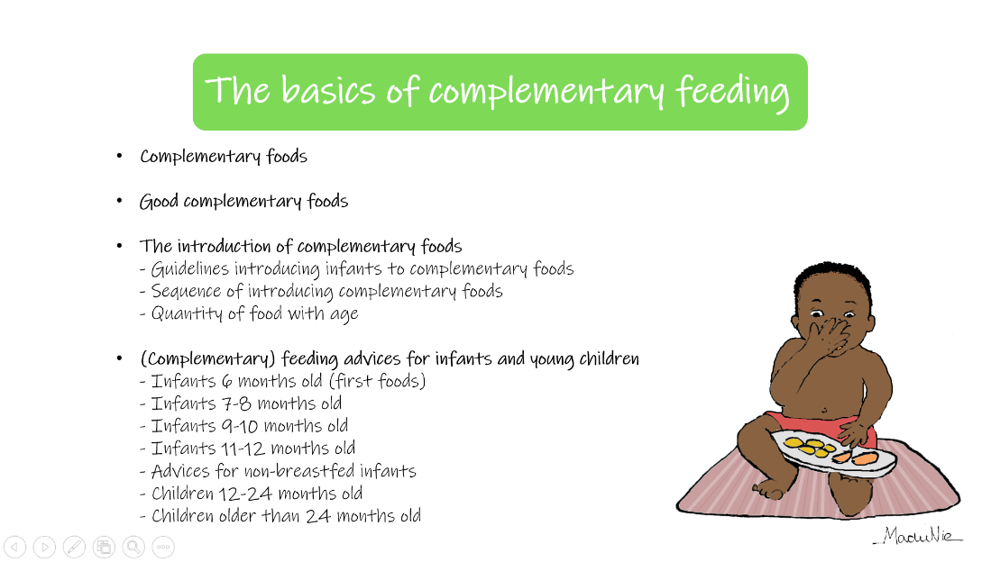 The basics of complementary feeding
• Complementary foods
• Good complementary foods
• The introduction of complementary foods
- Guidelines introducing infants to complementary foods
- Sequence of introducing complementary foods
- Quantity of food with age
• (Complementary) feeding advices for infants and young children
- Infants 6 months old (first foods)
- Infants 7-8 months old
- Infants 9-10 months old
- Infants 11-12 months old
- Advices for non-breastfed infants
- Children 12-24 months old
- Children older than 24 months old
MaduNie